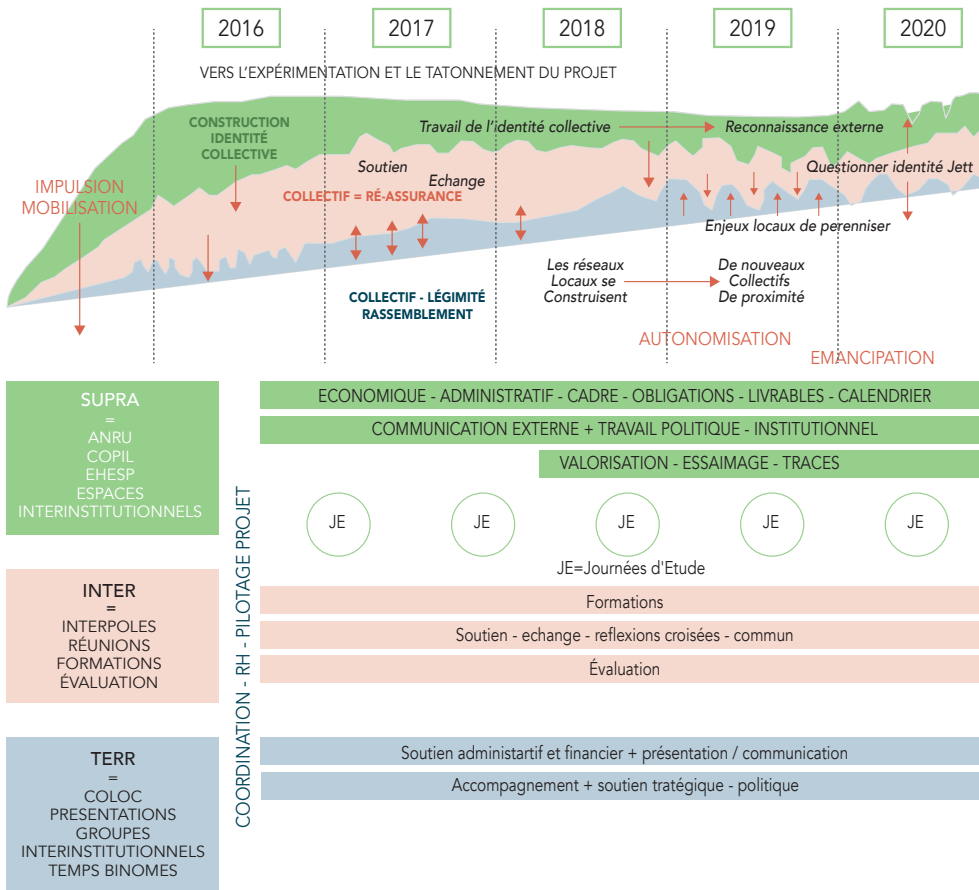 2016
2017
2018
2019
2020
VERS L'EXPÉRIMENTATION ET LE TATONNEMENT DU PROJET
CONSTRUCTION
IDENTITÉ
COLLECTIVE
Travail de l'identité collective
Reconnaissance externe
Soutien
Echange
Questionner identité Jett
IMPULSION
MOBILISATION
COLLECTIF = RÉ-ASSURANCE
Enjeux locaux de perenniser
COLLECTIF - LÉGIMITÉ
RASSEMBLEMENT
Les réseaux
Locaux se
Construisent
De nouveaux
Collectifs
De proximité
AUTONOMISATION
EMANCIPATION
SUPRA
=
ANRU
COPIL
EHESP
ESPACES
INTERINSTITUTIONNELS
ECONOMIQUE - ADMINISTRATIF - CADRE - OBLIGATIONS - LIVRABLES - CALENDRIER
COMMUNICATION EXTERNE + TRAVAIL POLITIQUE - INSTITUTIONNEL
VALORISATION - ESSAIMAGE - TRACES
COORDINATION - RH - PILOTAGE PROJET
JE
JE
JE
JE
JE
JE=Journées d'Etude
INTER
=
INTERPOLES
RÉUNIONS
FORMATIONS
ÉVALUATION
Formations
Soutien - echange - reflexions croisées - commun
Évaluation
TERR
=
COLOC
PRESENTATIONS
GROUPES
INTERINSTITUTIONNELS
TEMPS BINOMES
Soutien administartif et financier + présentation / communication
Accompagnement + soutien tratégique - politique